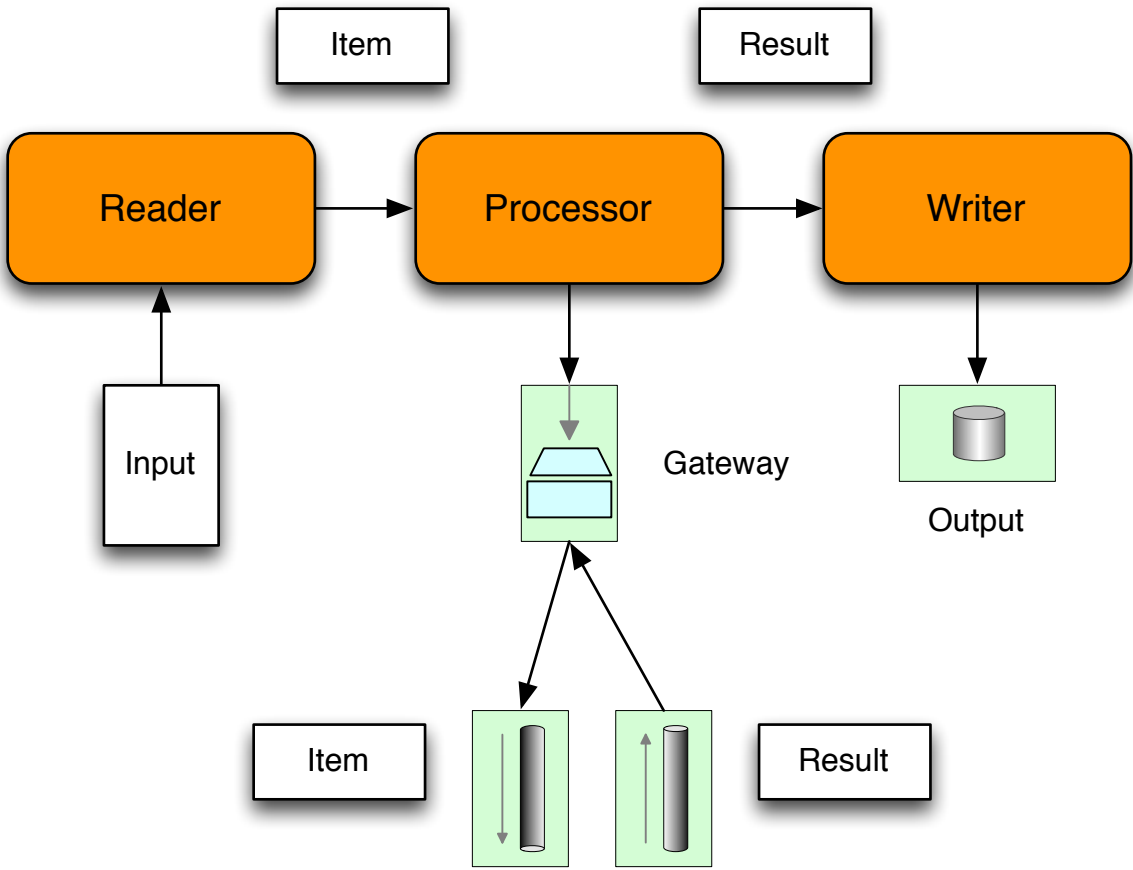 Item
Result
Reader
Processor
Writer
Input
Gateway
Output
Item
Result